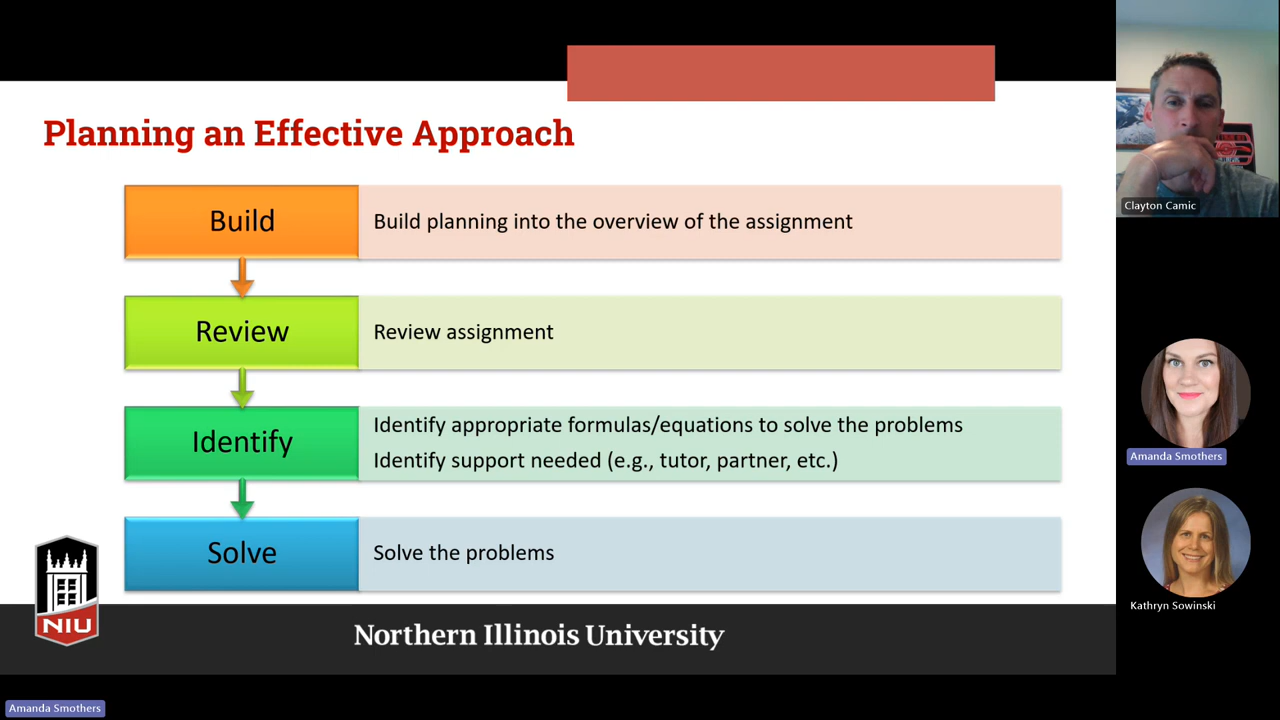 Planning an Effective Approach
Build
Build planning into the overview of the assignment
Review
Review assignment
Identify
Identify appropriate formulas/equations to solve the problems
Identify support needed (e.g., tutor, partner, etc.)
Solve
Solve the problems
NIU
Northern Illinois University
Clayton Camic
Amanda Smothers
Kathryn Sowinski
Amanda Smothers